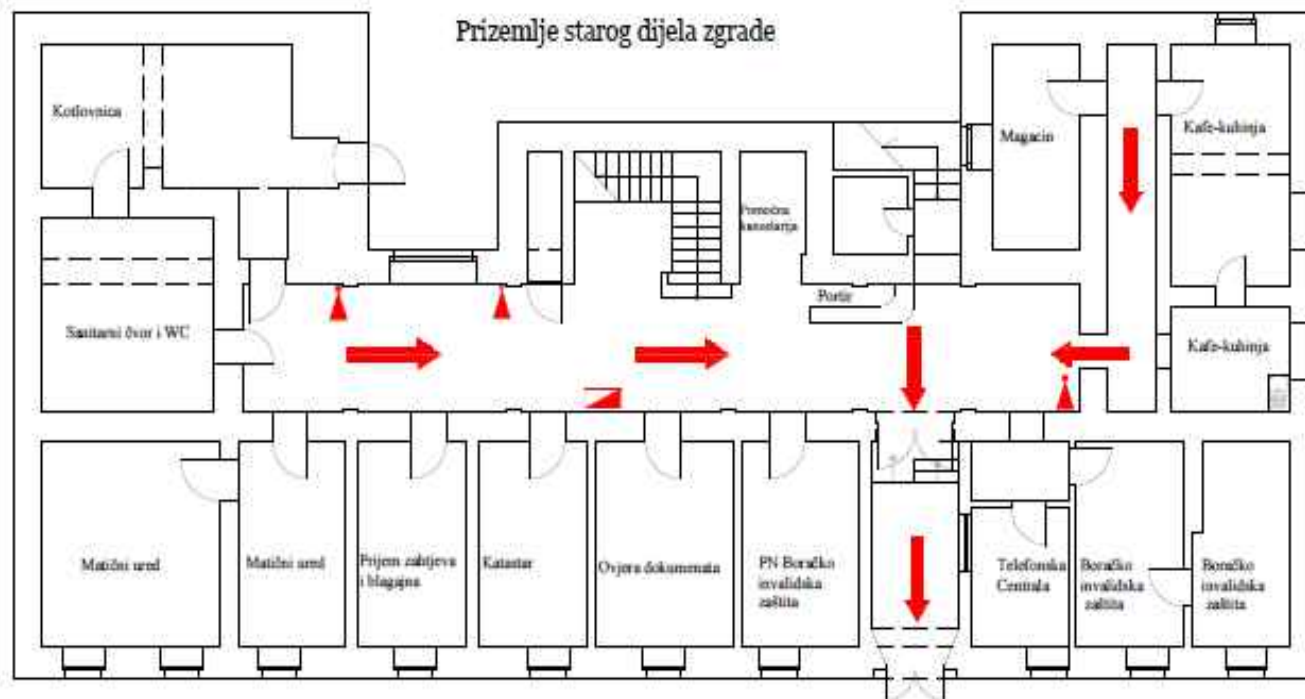 Prizemlje starog dijela zgrade
Kotlovnica
Magacin
Kafe-kuhinja
Pomoćna
kancelarija
Portir
Sanitarni čvor i WC
Kafe-kuhinja
Matični ured
Matični ured
Prijem zahtjeva
i blagajna
Katastar
Ovjera dokumenata
PN Boračko
invalidska
zaštita
Telefonska
Centrala
Boračko
invalidska
zaštita
Boračko
invalidska
zaštita